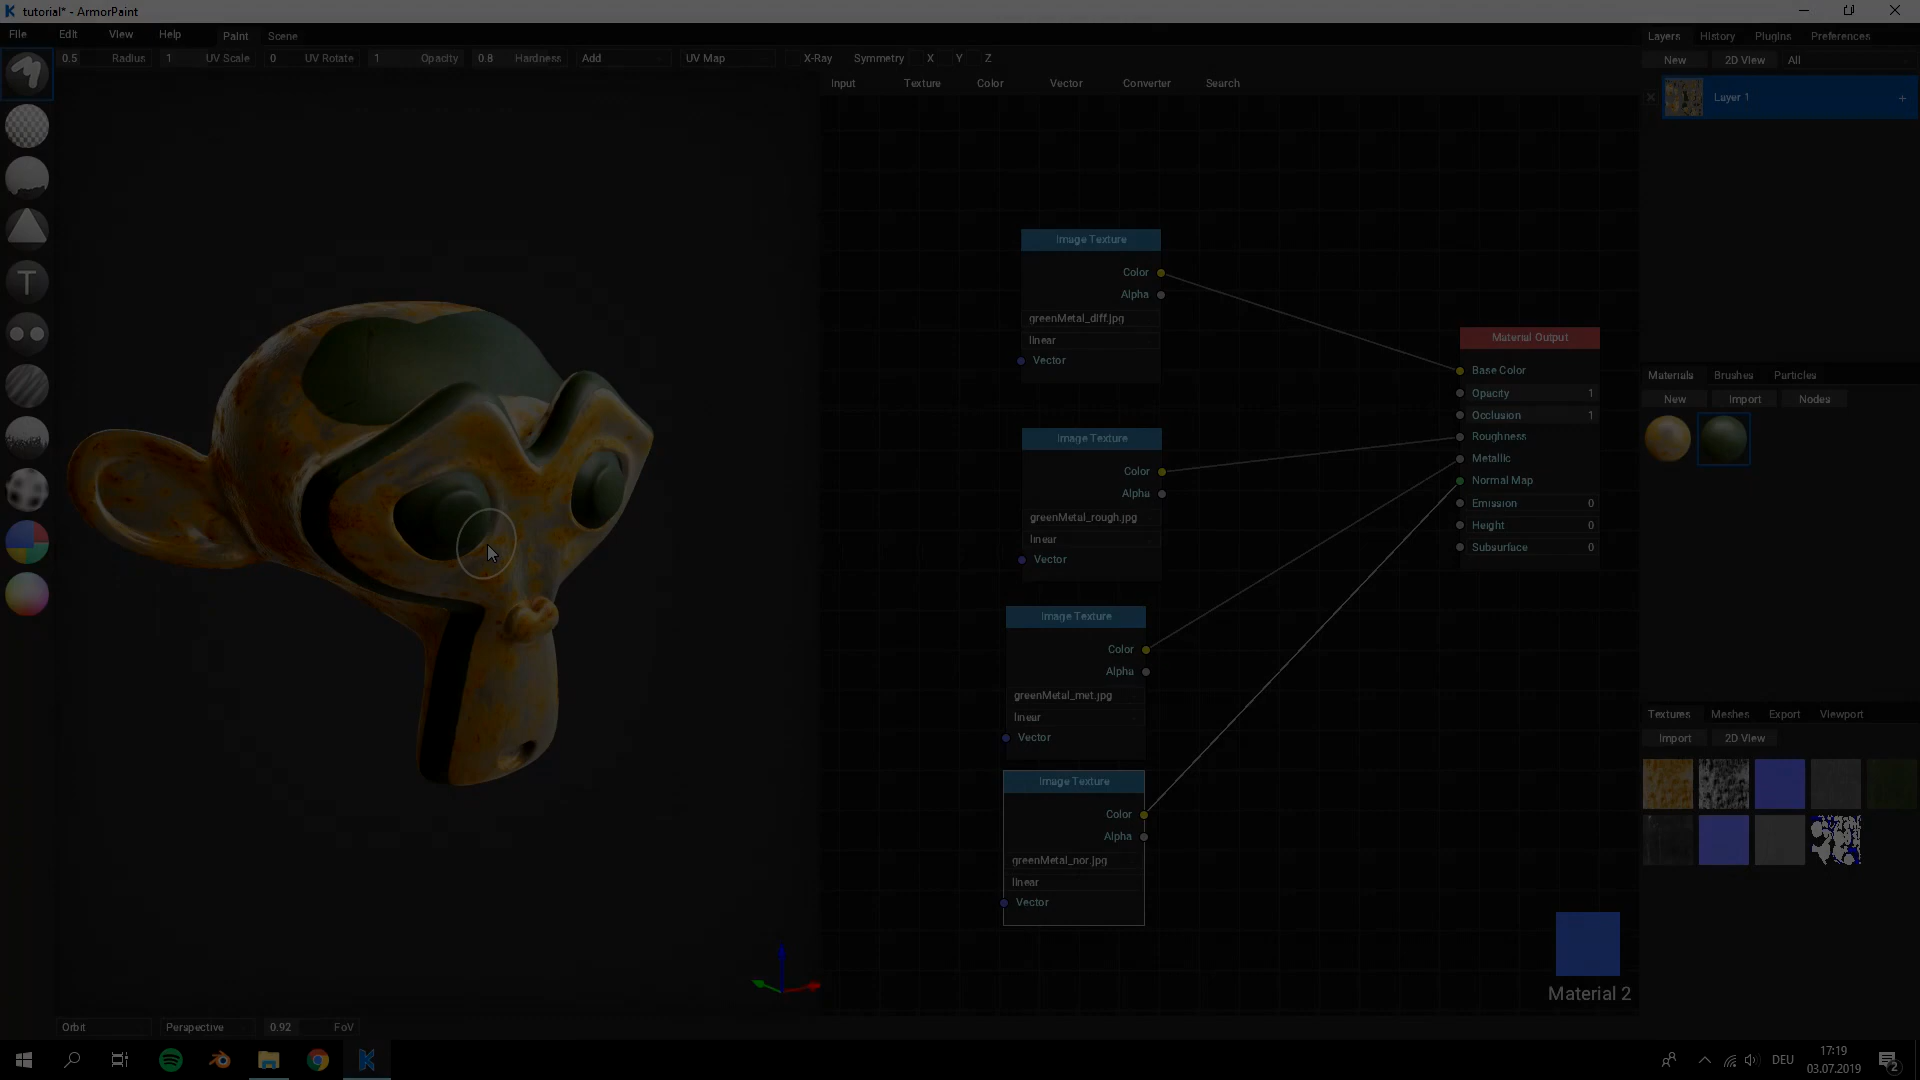 tutorial* - ArmorPaint
File Edit View Help Paint Scene
0.5 Radius 1 UV Scale 0 UV Rotate 1 Opacity 0.8 Hardness Add UV Map X-Ray Symmetry X Y Z
Input Texture Color Vector Converter Search
Layers History Plugins Preferences
New 2D View All
Layer 1 +
T
Image Texture
Color
Alpha
greenMetal_diff.jpg
linear
Vector
Image Texture
Color
Alpha
greenMetal_rough.jpg
linear
Vector
Image Texture
Color
Alpha
greenMetal_met.jpg
linear
Vector
Image Texture
Color
Alpha
greenMetal_nor.jpg
linear
Vector
Material Output
Base Color
Opacity 1
Occlusion 1
Roughness
Metallic
Normal Map
Emission 0
Height 0
Subsurface 0
Material 2
Materials Brushes Particles
New Import Nodes
Textures Meshes Export Viewport
Import 2D View
Orbit Perspective 0.92 FoV
DEU
17:19
03.07.2019
2